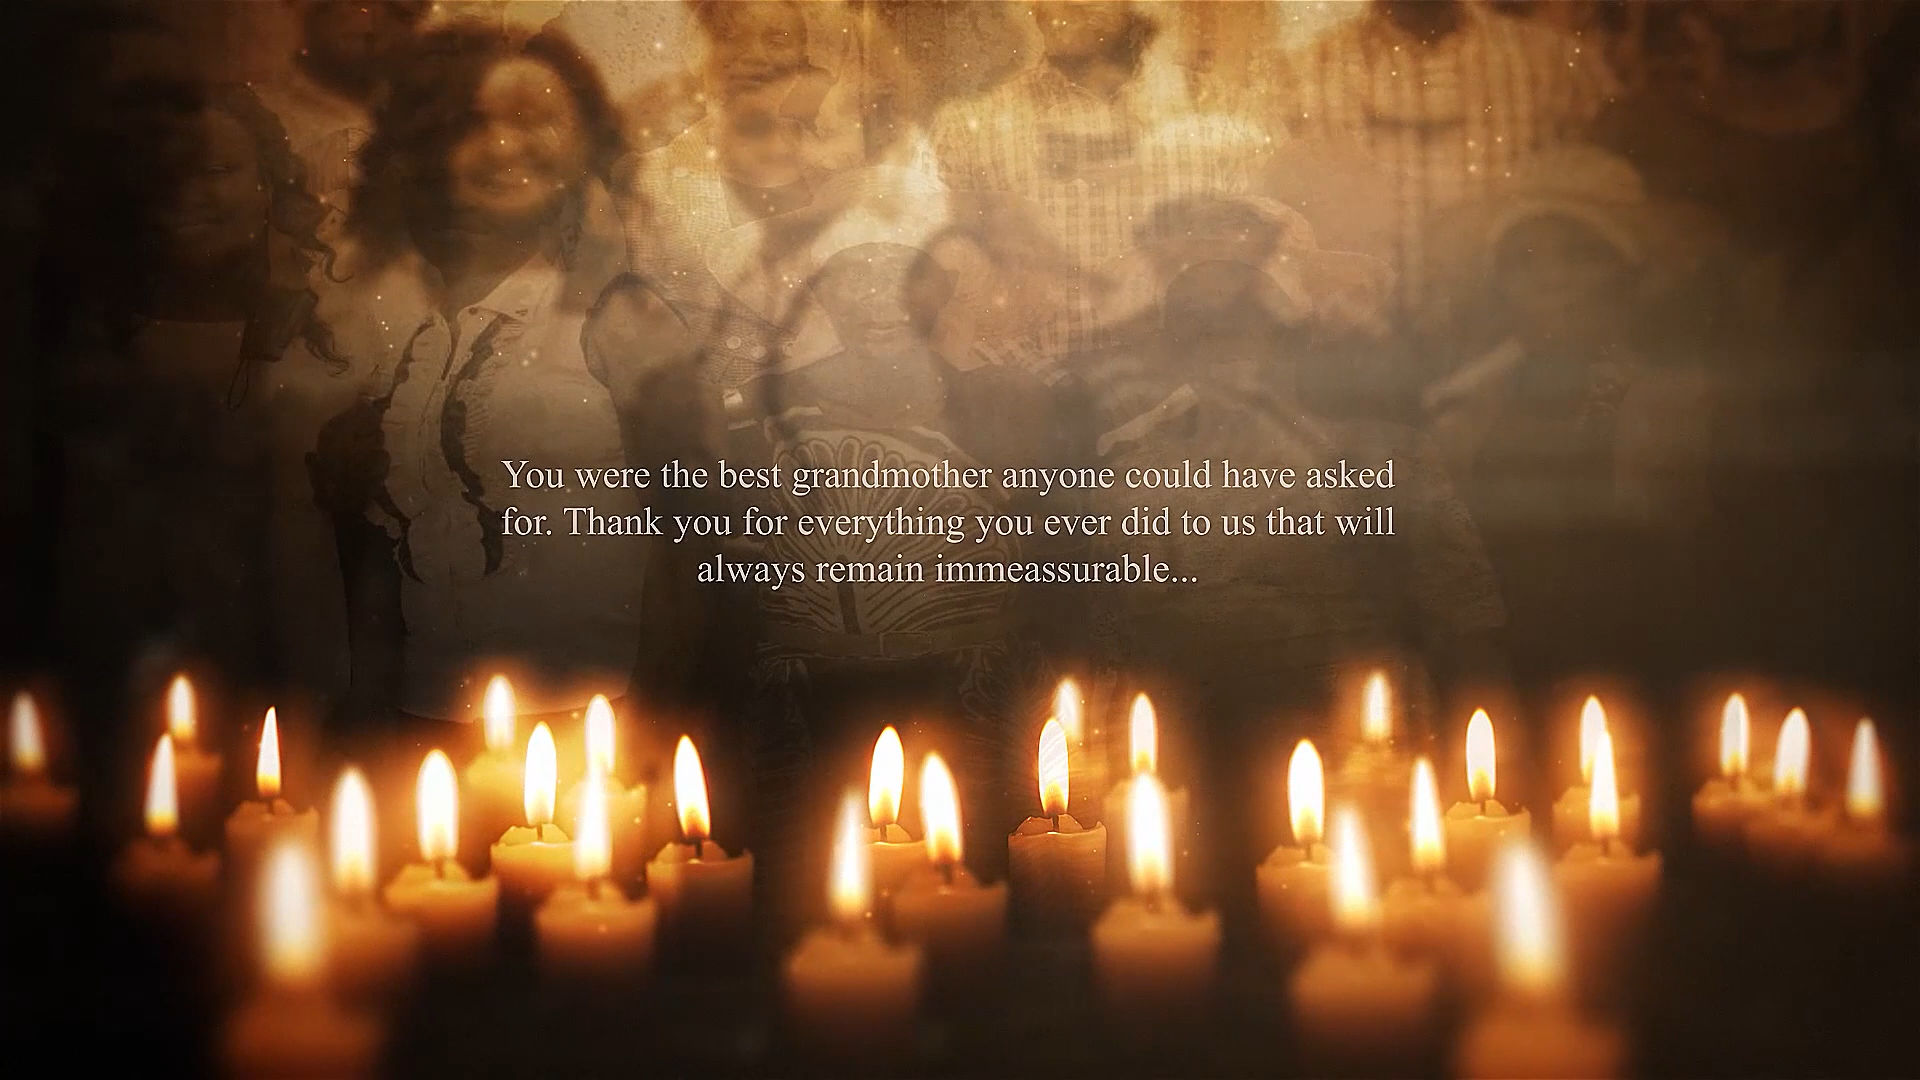 You were the best grandmother anyone could have asked
for. Thank you for everything you ever did to us that will
always remain immeassurable...